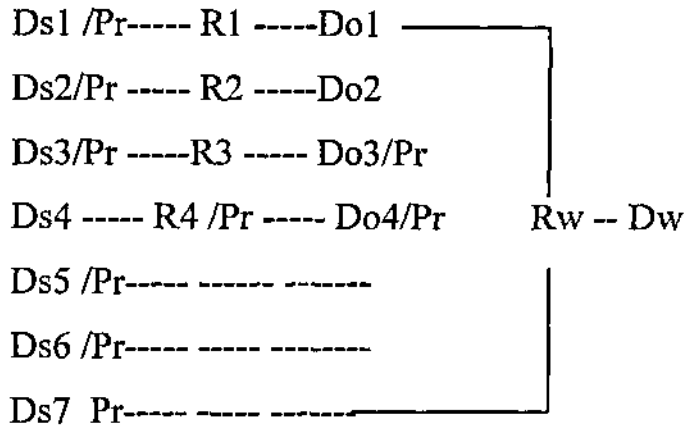 Ds1 /Pr----- R1 -----Do1
Ds2/Pr ----- R2 -----Do2
Ds3/Pr -----R3 ----- Do3/Pr
Ds4 ----- R4 /Pr ----- Do4/Pr Rw -- Dw
Ds5 /Pr----- ----- --------
Ds6 /Pr----- ----- --------
Ds7 Pr----- ----- --------